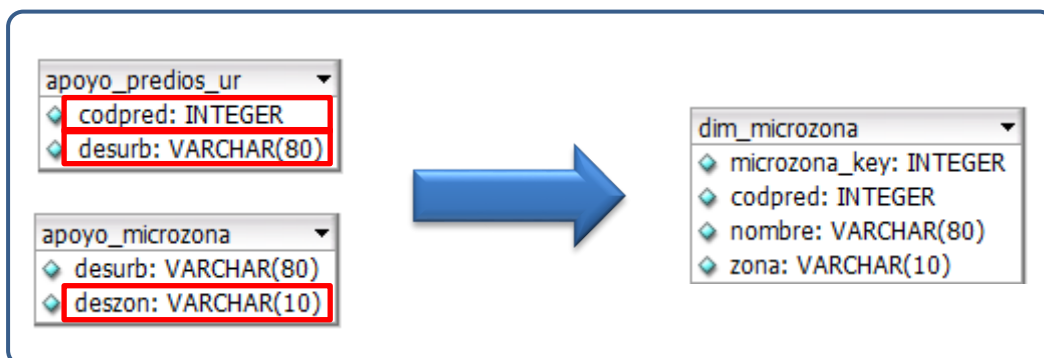 apoyo_predios_ur
codpred: INTEGER
desurb: VARCHAR(80)
apoyo_microzona
desurb: VARCHAR(80)
deszon: VARCHAR(10)
dim_microzona
microzona_key: INTEGER
codpred: INTEGER
nombre: VARCHAR(80)
zona: VARCHAR(10)